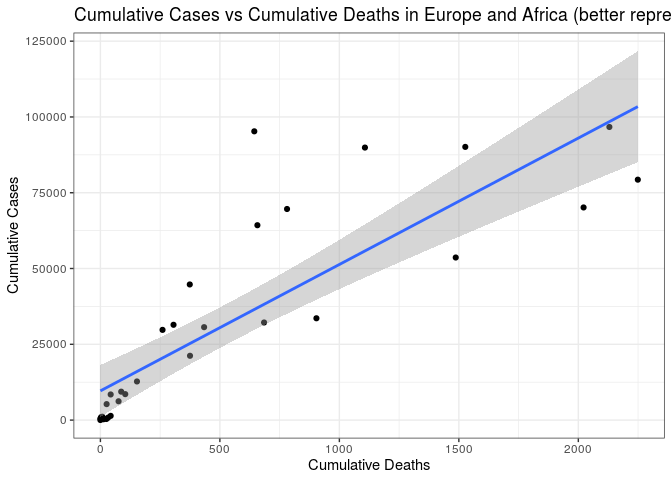 Cumulative Cases vs Cumulative Deaths in Europe and Africa (better repre
125000
100000
75000
50000
25000
0
Cumulative Cases
0 500 1000 1500 2000
Cumulative Deaths